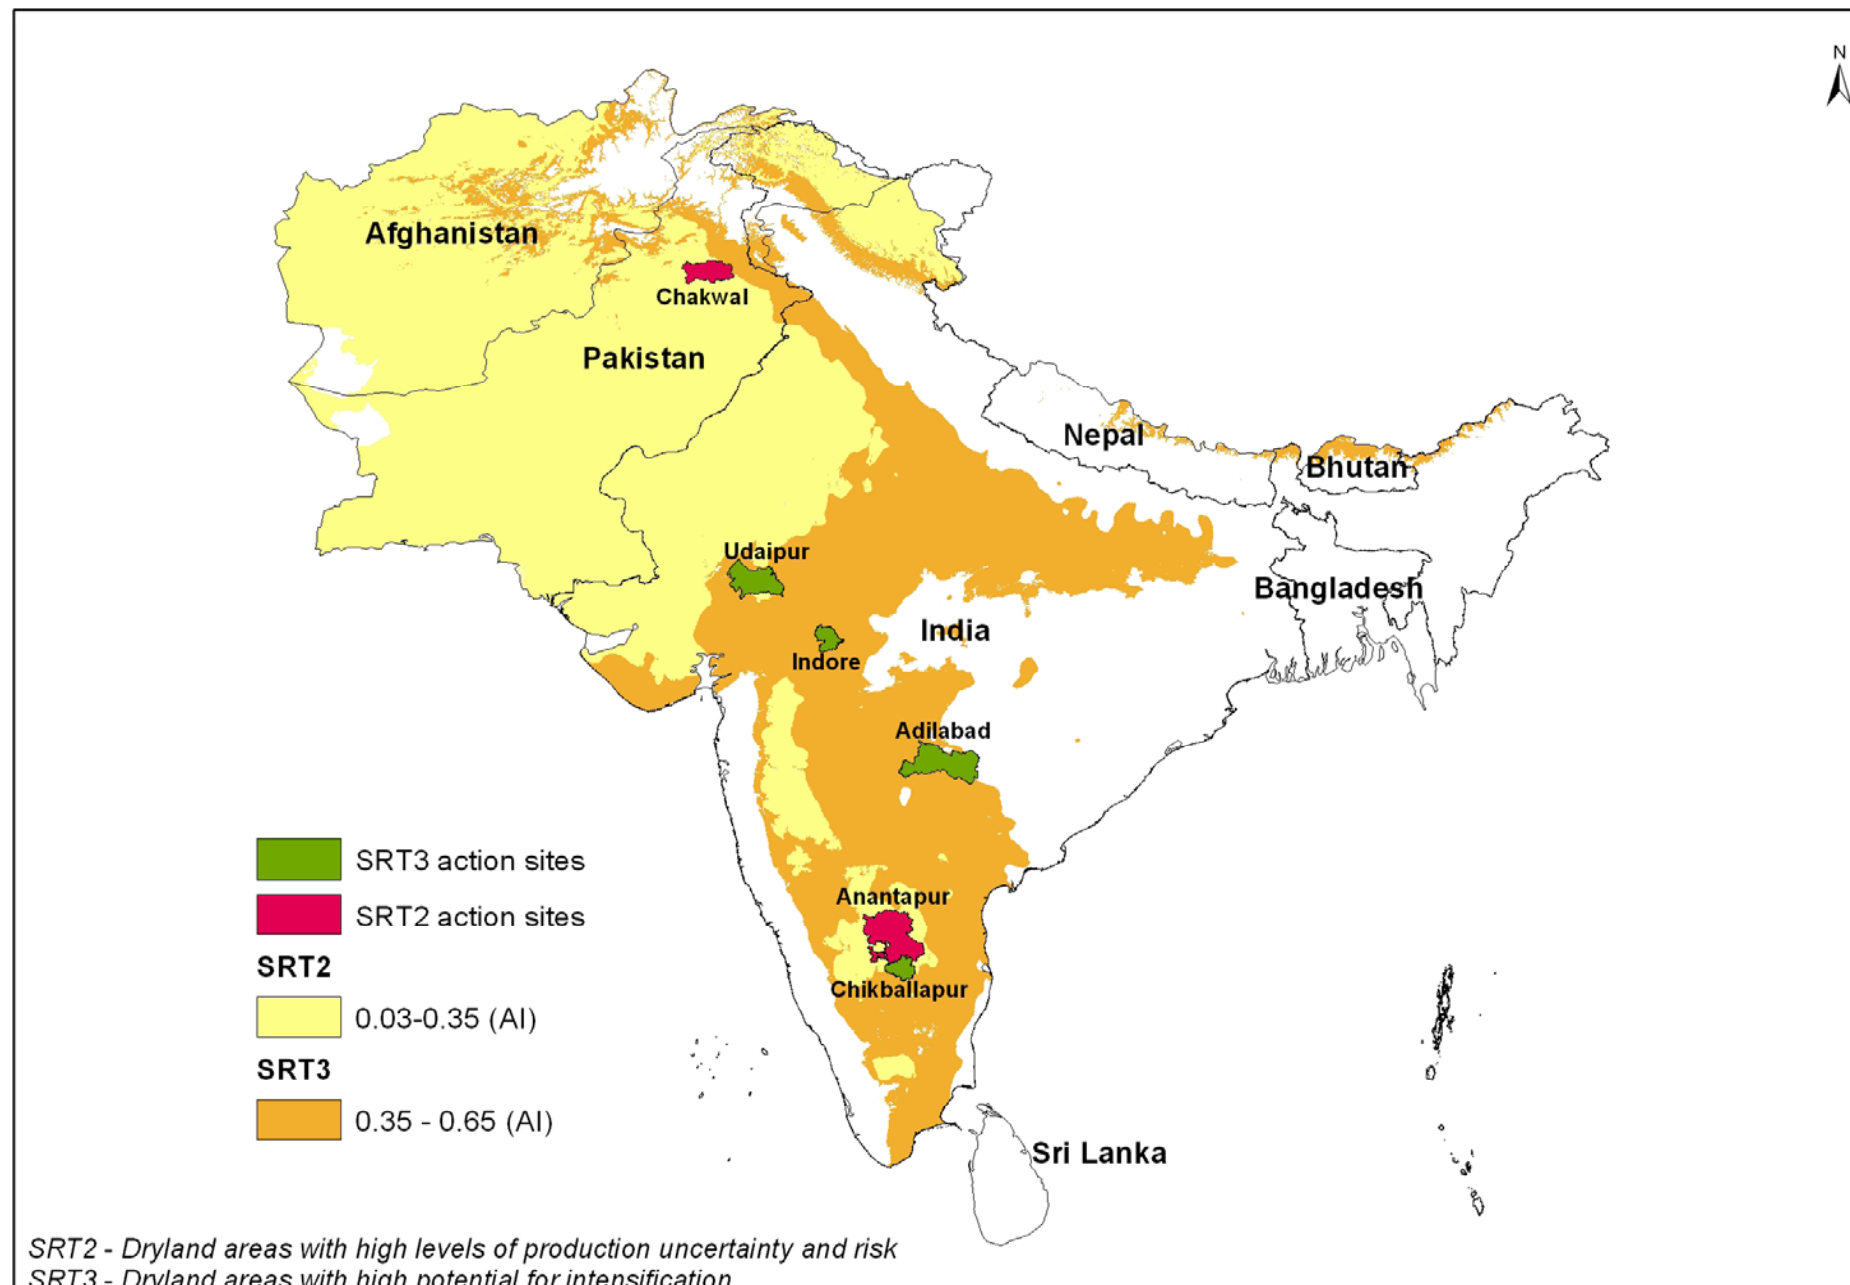 N
Afghanistan
Chakwal
Pakistan
Nepal
Bhutan
Udaipur
Bangladesh
India
Indore
Adilabad
SRT3 action sites
SRT2 action sites
Anantapur
SRT2
Chikballapur
0.03-0.35 (AI)
SRT3
0.35 - 0.65 (AI)
Sri Lanka
SRT2 - Dryland areas with high levels of production uncertainty and risk
SRT3 - Dryland areas with high potential for intensification